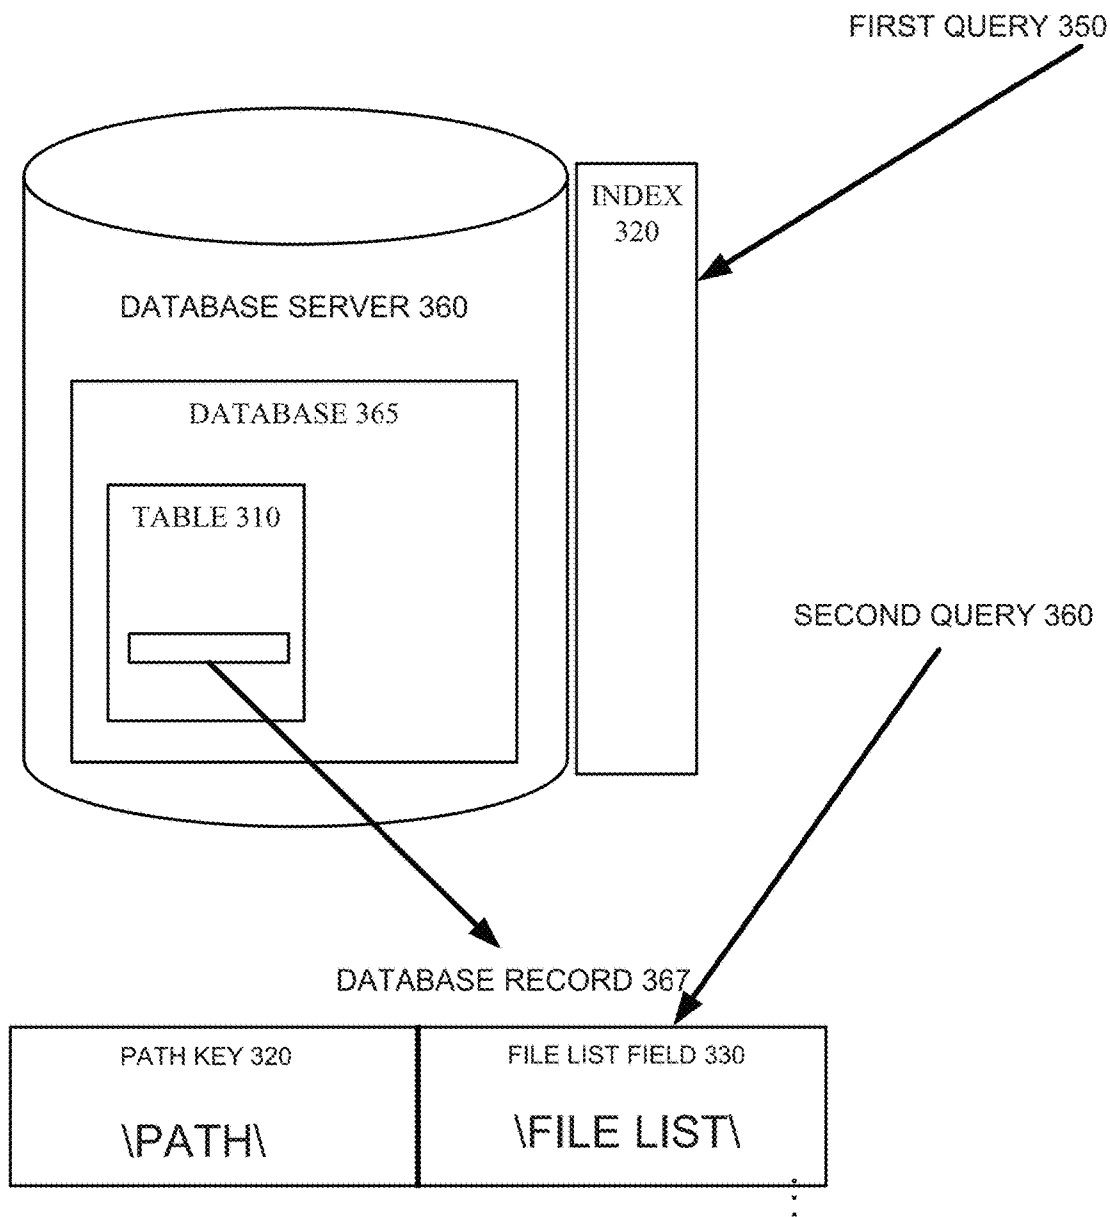 FIRST QUERY 350
INDEX
320
DATABASE SERVER 360
DATABASE 365
TABLE 310
SECOND QUERY 360
DATABASE RECORD 367
PATH KEY 320
FILE LIST FIELD 330
\PATH\
\FILE LIST\